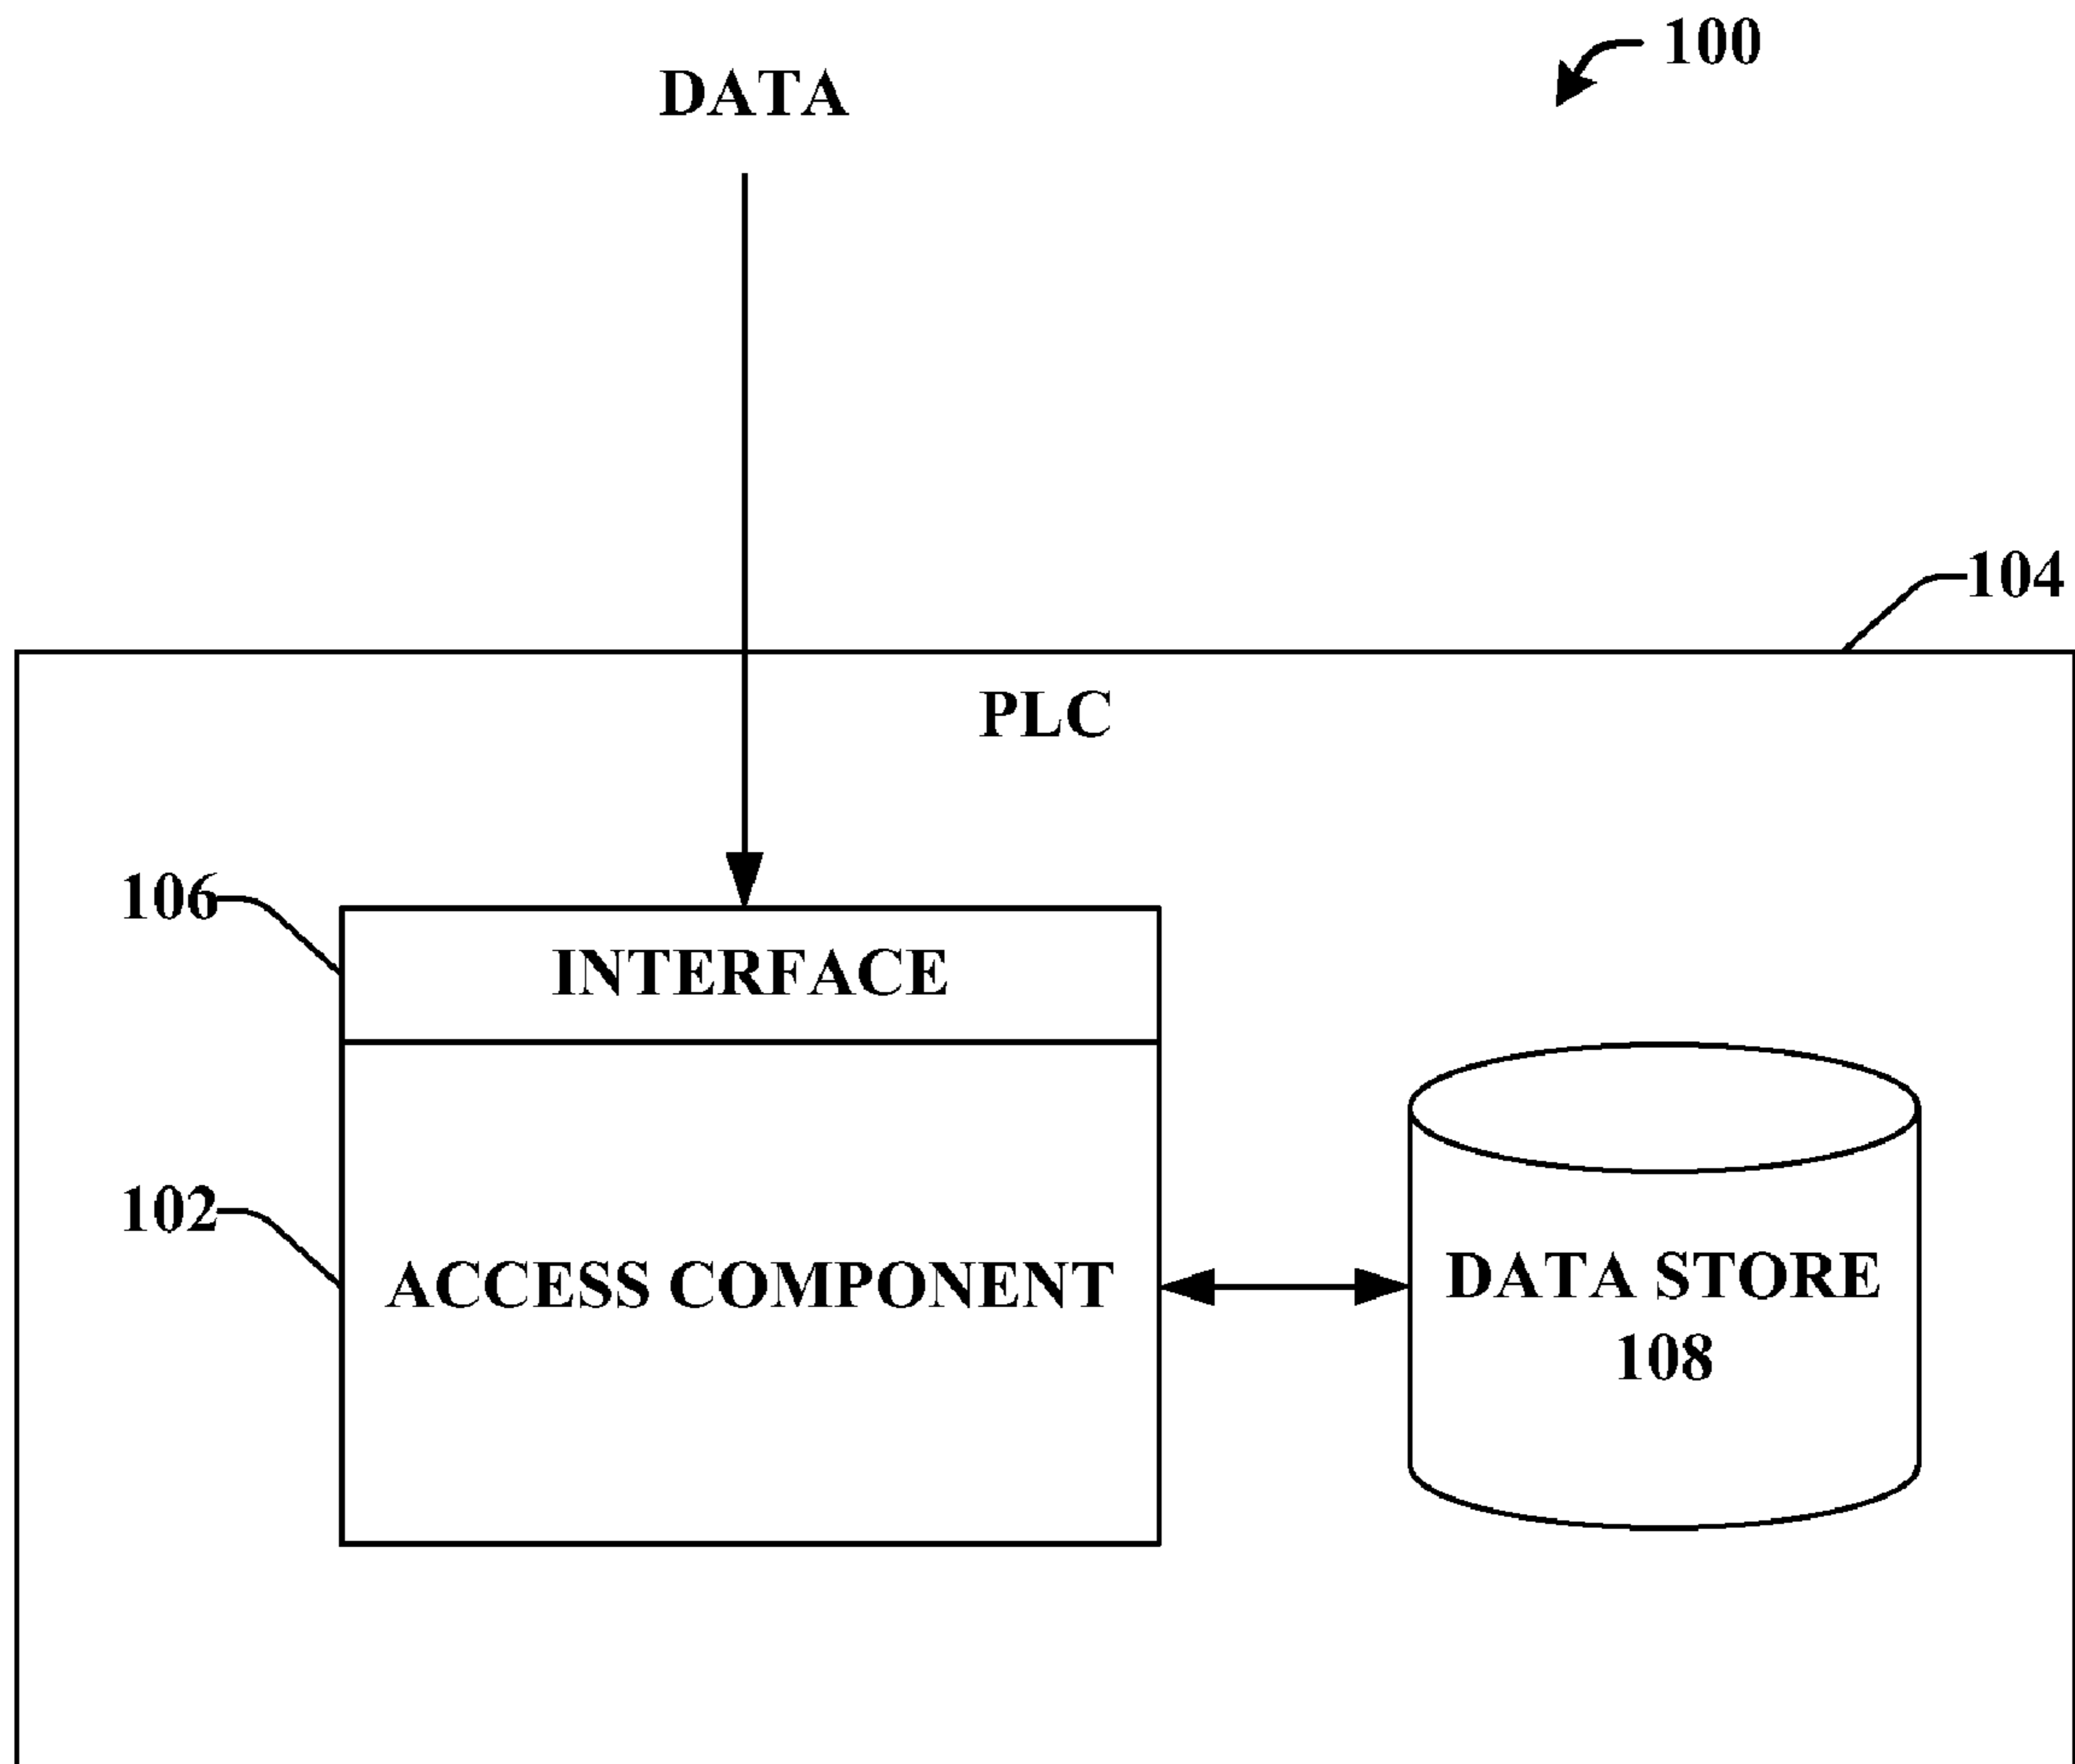 100
DATA
104
PLC
106
INTERFACE
102
ACCESS COMPONENT
DATA STORE
108